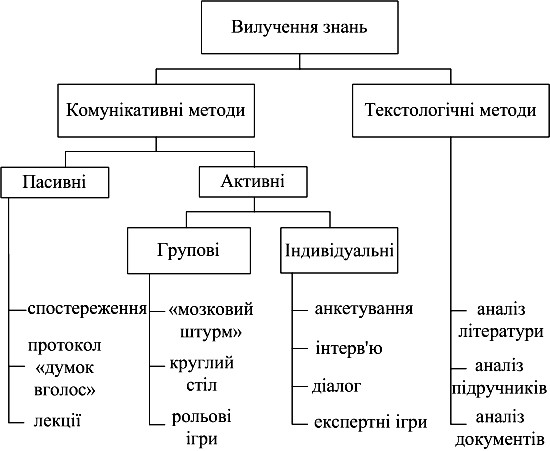 Вилучення знань
Комунікативні методи
Текстологічні методи
Пасивні
Активні
Групові
Індивідуальні
спостереження
протокол
«думок
вголос»
лекції
«мозковий
штурм»
круглий
стіл
рольові
ігри
анкетування
інтерв'ю
діалог
експертні ігри
аналіз
літератури
аналіз
підручників
аналіз
документів